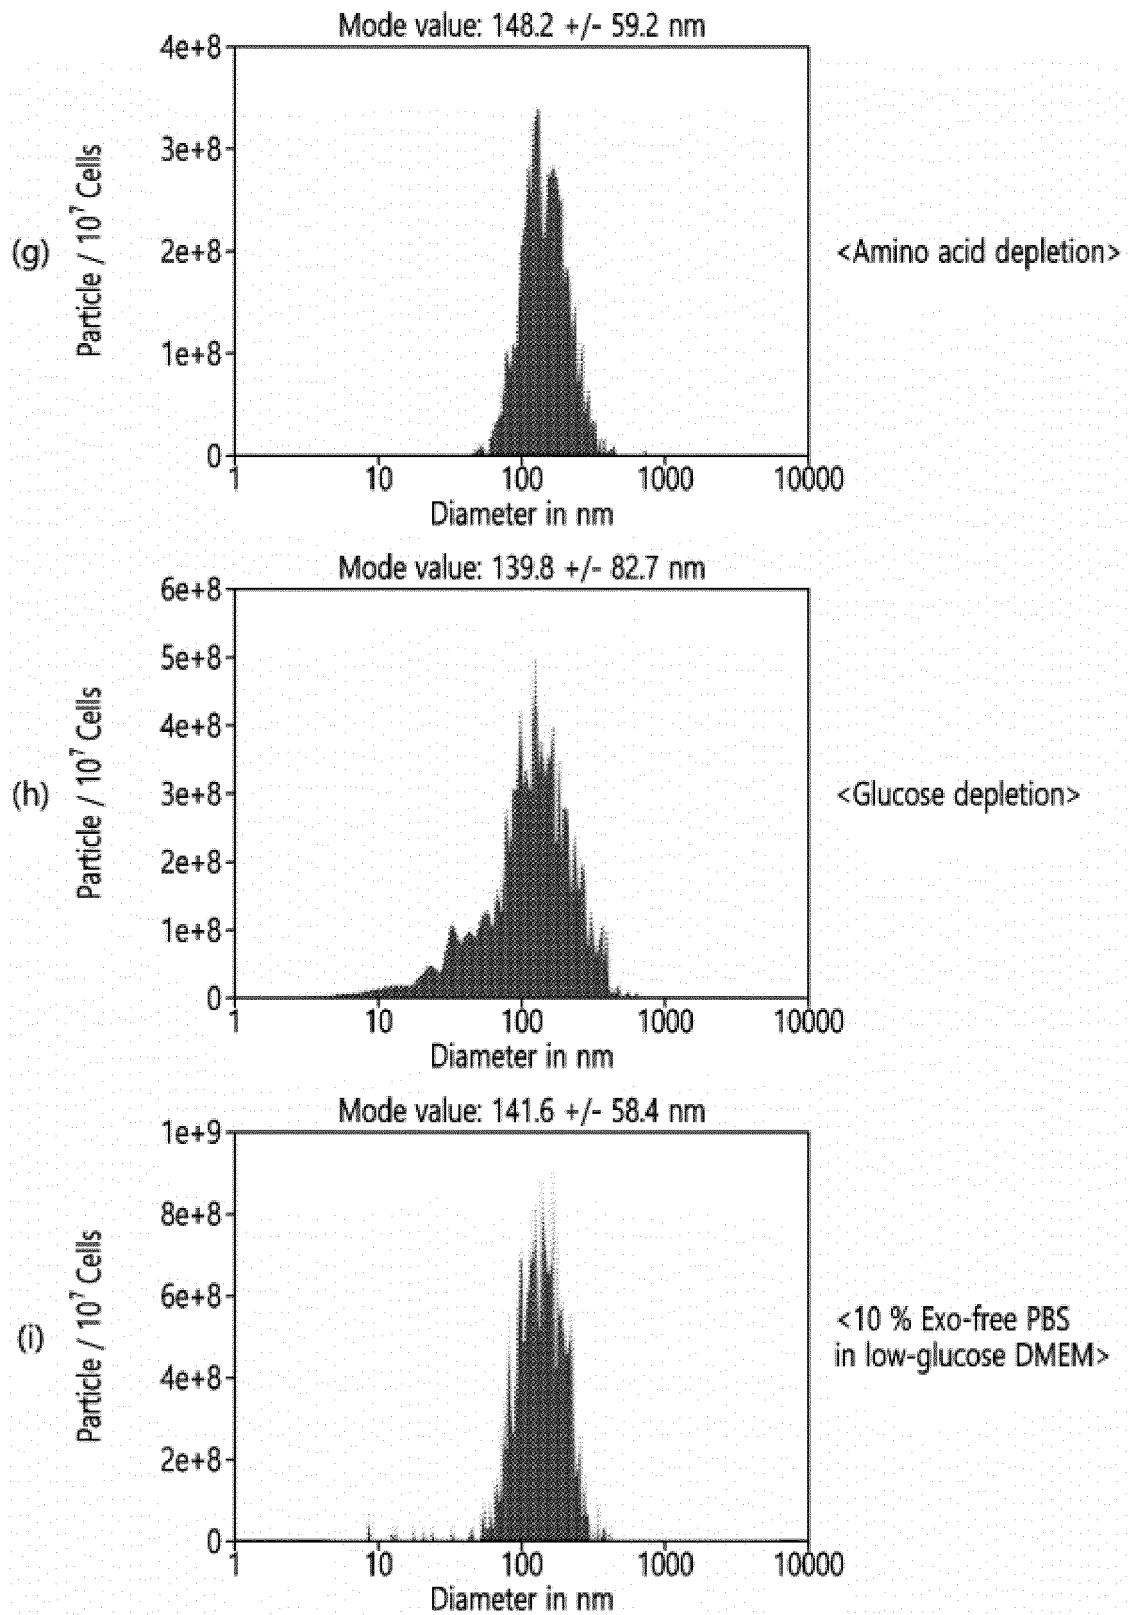 Mode value: 148.2 +/- 59.2 nm
4e+8
3e+8
2e+8
1e+8
0
Particle / 10⁷ Cells
(g)
<Amino acid depletion>
1 10 100 1000 10000
Diameter in nm
Mode value: 139.8 +/- 82.7 nm
6e+8
5e+8
4e+8
3e+8
2e+8
1e+8
0
Particle / 10⁷ Cells
(h)
<Glucose depletion>
1 10 100 1000 10000
Diameter in nm
Mode value: 141.6 +/- 58.4 nm
1e+9
8e+8
6e+8
4e+8
2e+8
0
Particle / 10⁷ Cells
(i)
<10 % Exo-free PBS
in low-glucose DMEM>
1 10 100 1000 10000
Diameter in nm